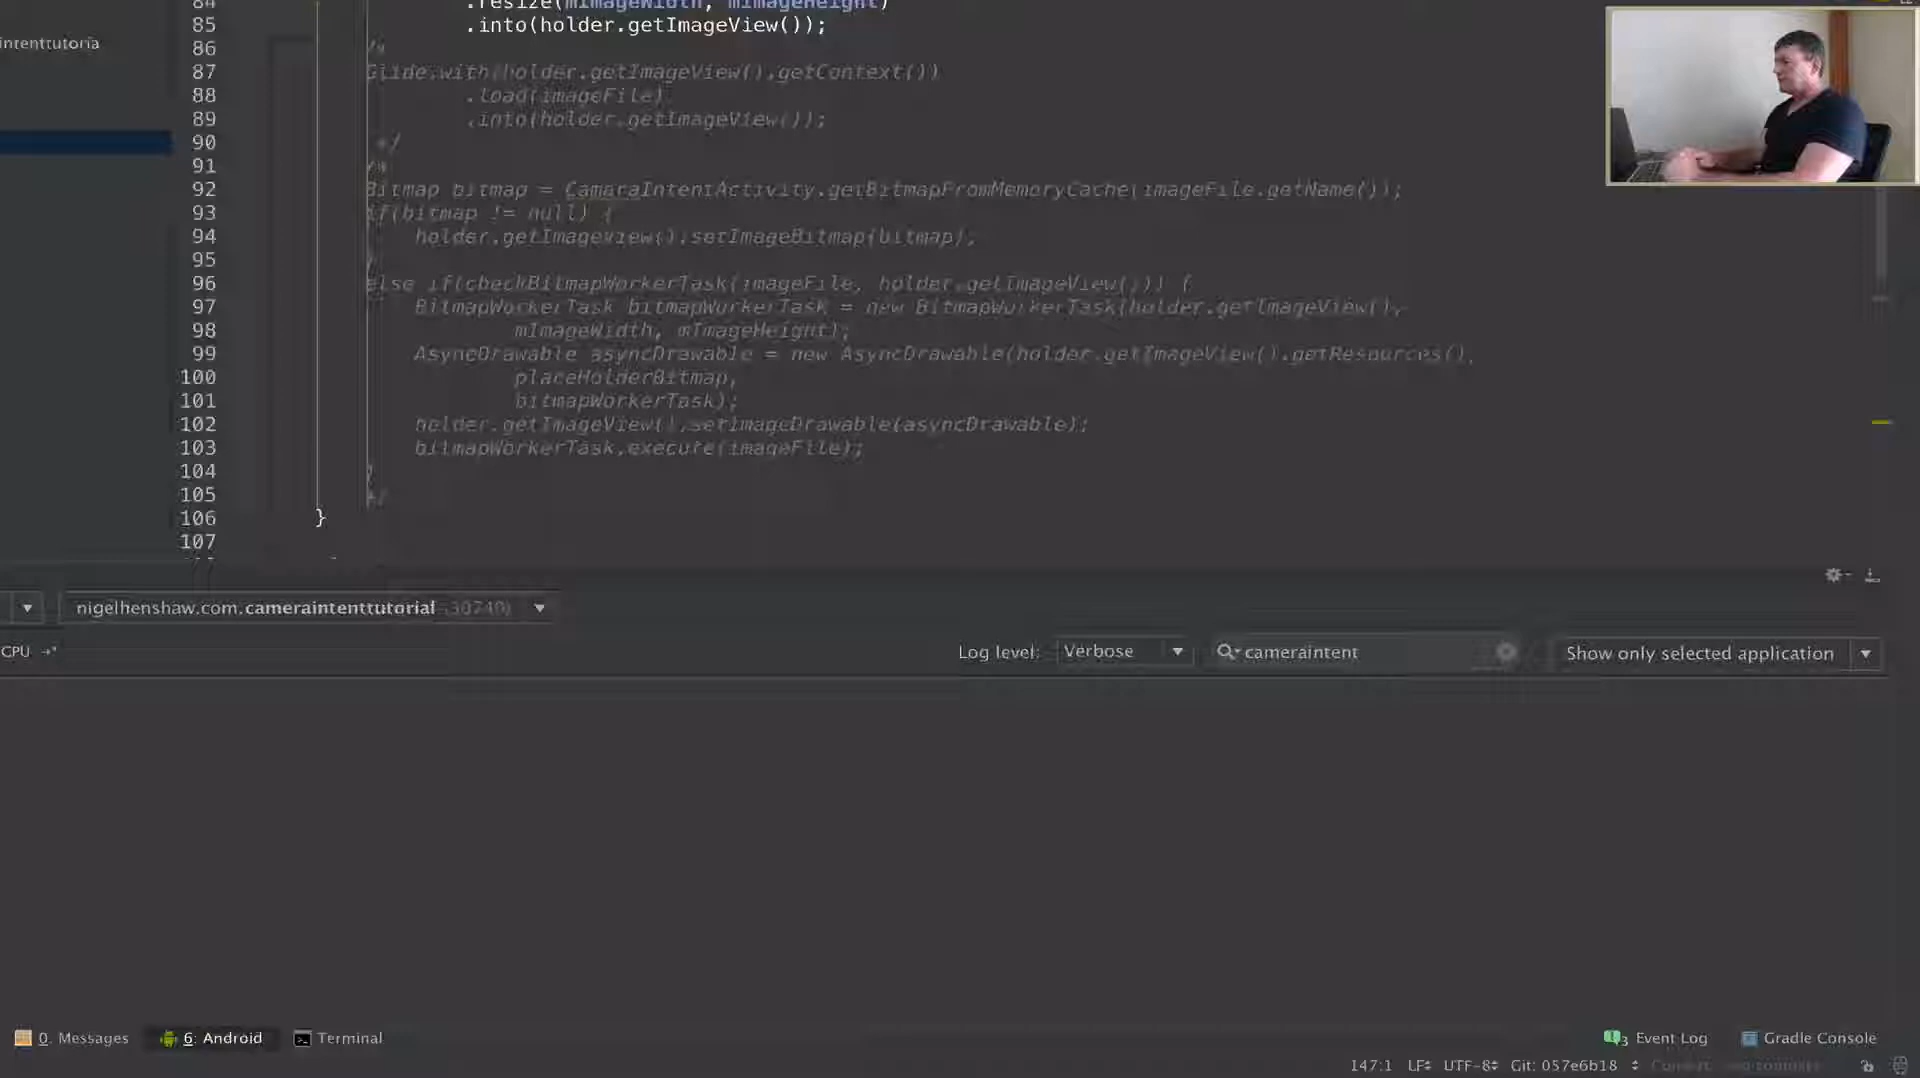 84 .resize(mImageWidth, mImageHeight)
85 .into(holder.getImageView());
intenttutoria
86 /*
87 Glide.with(holder.getImageView().getContext())
88 .load(imageFile)
89 .into(holder.getImageView());
90 */
91 /*
92 Bitmap bitmap = CamaraIntentActivity.getBitmapFromMemoryCache(imageFile.getName());
93 if(bitmap != null) {
94 holder.getImageView().setImageBitmap(bitmap);
95 }
96 else if(checkBitmapWorkerTask(imageFile, holder.getImageView())) {
97 BitmapWorkerTask bitmapWorkerTask = new BitmapWorkerTask(holder.getImageView(),
98 mImageWidth, mImageHeight);
99 AsyncDrawable asyncDrawable = new AsyncDrawable(holder.getImageView().getResources(),
100 placeHolderBitmap,
101 bitmapWorkerTask);
102 holder.getImageView().setImageDrawable(asyncDrawable);
103 bitmapWorkerTask.execute(imageFile);
104 }
105 */
106 }
107
nigelhenshaw.com.cameraintenttutorial (30740)
CPU Log level: Verbose cameraintent Show only selected application
0: Messages 6: Android Terminal 3 Event Log Gradle Console
147:1 LF UTF-8 Git: 057e6b18